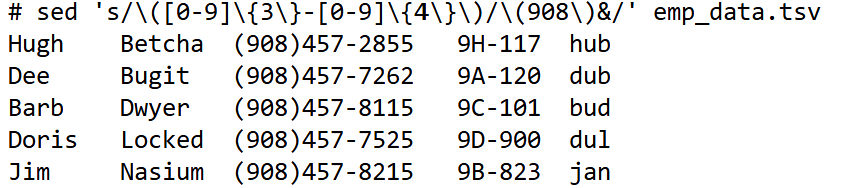 # sed 's/\([0-9]\{3\}-[0-9]\{4\}\)/\(908\)&/' emp_data.tsv
Hugh Betcha (908)457-2855 9H-117 hub
Dee Bugit (908)457-7262 9A-120 dub
Barb Dwyer (908)457-8115 9C-101 bud
Doris Locked (908)457-7525 9D-900 dul
Jim Nasium (908)457-8215 9B-823 jan